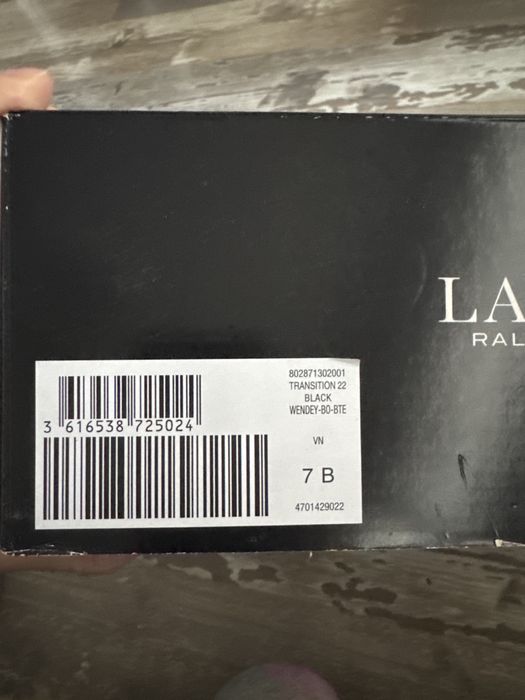 LA
RAL
802871302001
TRANSITION 22
BLACK
WENDEY-BO-BTE
VN
7 B
4701429022
3 616538 725024